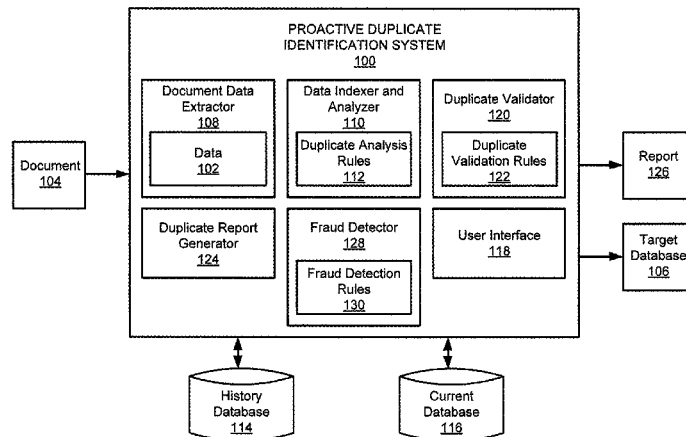 PROACTIVE DUPLICATE
IDENTIFICATION SYSTEM
100
Document Data
Extractor
108
Data
102
Data Indexer and
Analyzer
110
Duplicate Analysis
Rules
112
Duplicate Validator
120
Duplicate
Validation Rules
122
Document
104
Report
126
Duplicate Report
Generator
124
Fraud Detector
128
Fraud Detection
Rules
130
User Interface
118
Target
Database
106
History
Database
114
Current
Database
116